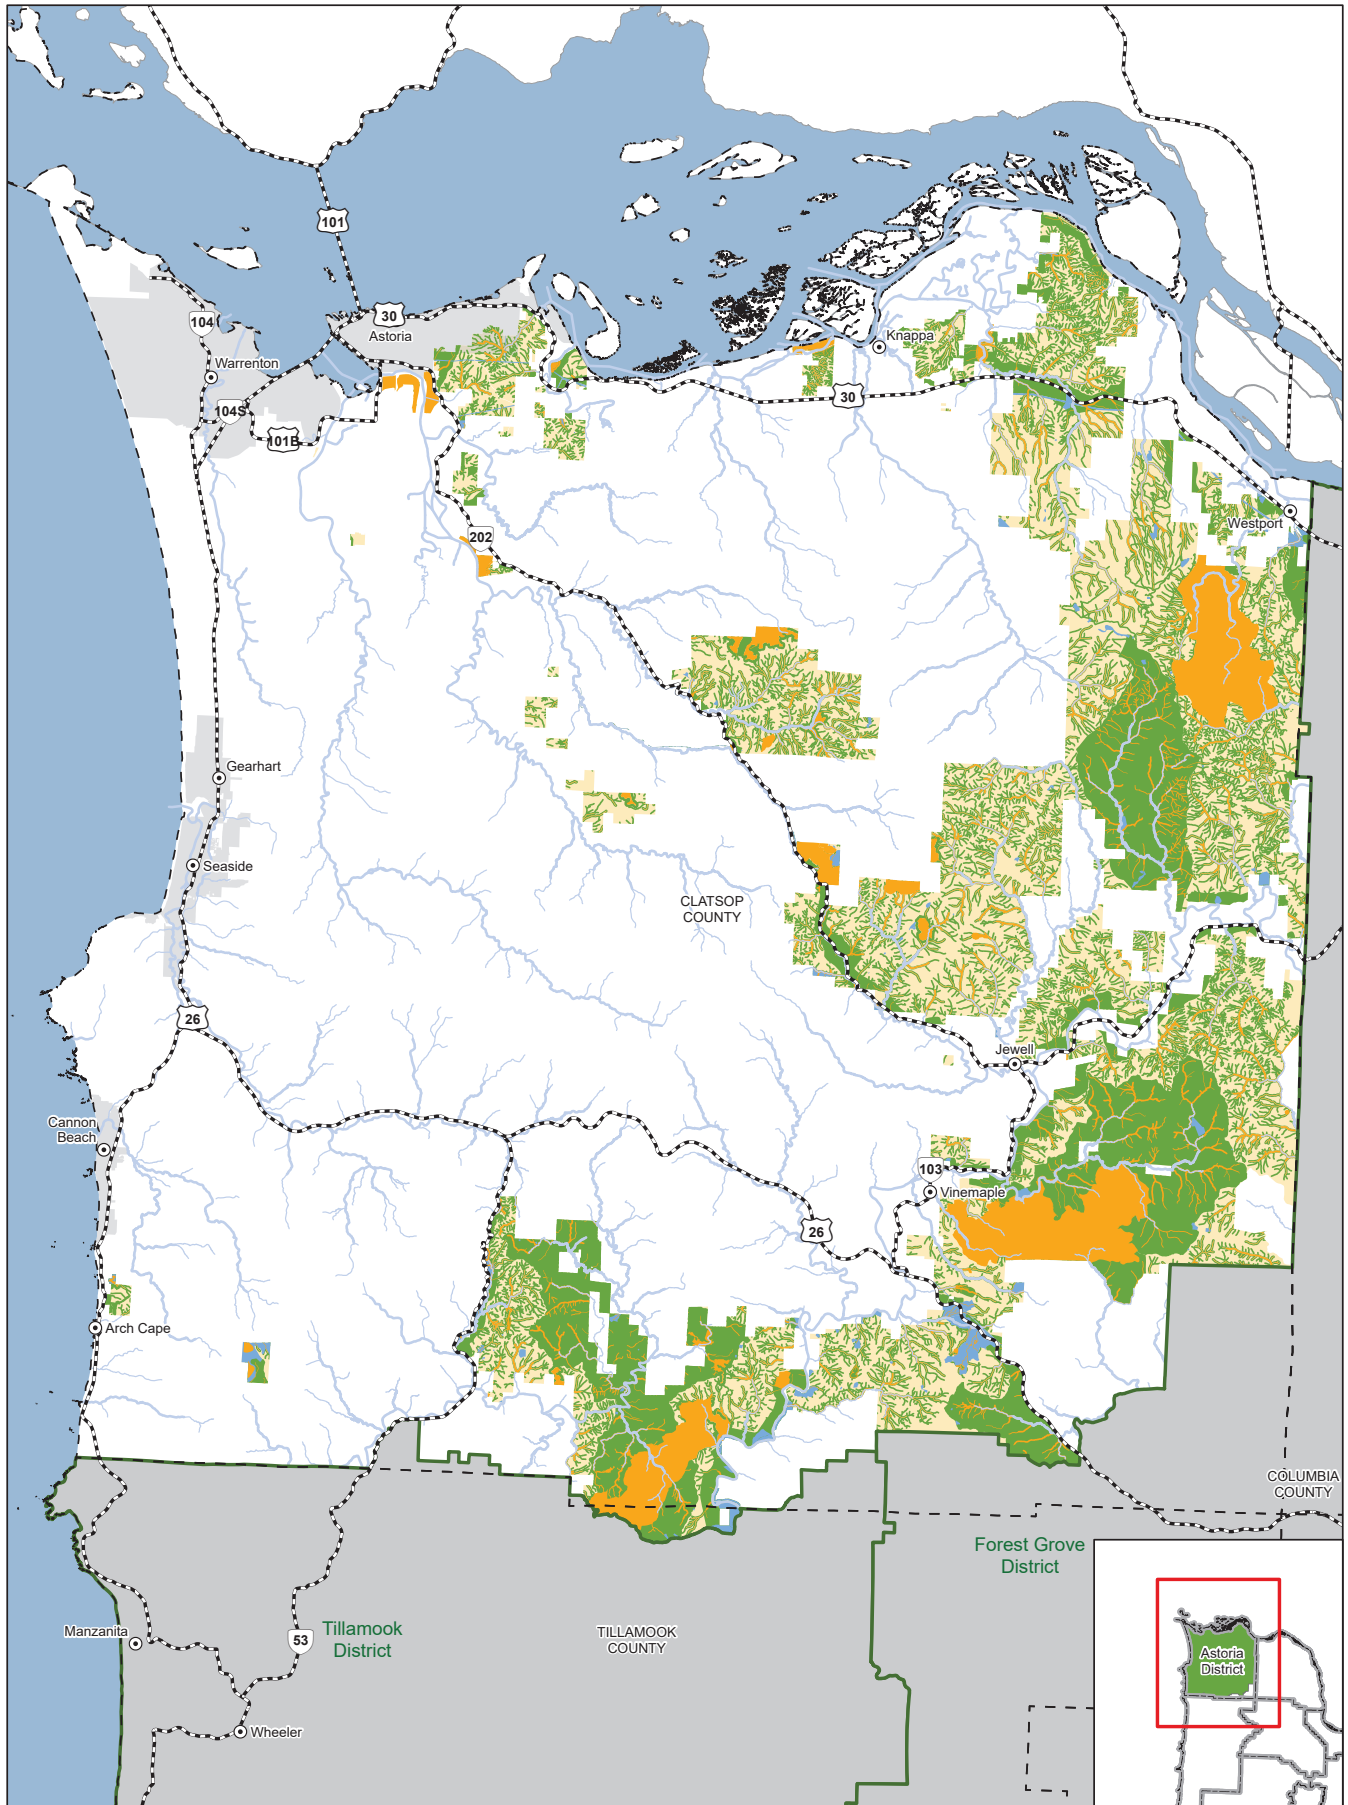 101
104
30
Astoria
Knappa
Warrenton
30
104S
101B
Westport
202
Gearhart
Seaside
CLATSOP
COUNTY
26
Jewell
Cannon
Beach
103
Vinemaple
26
Arch Cape
COLUMBIA
COUNTY
Forest Grove
District
Manzanita
53
Tillamook
District
TILLAMOOK
COUNTY
Astoria
District
Wheeler